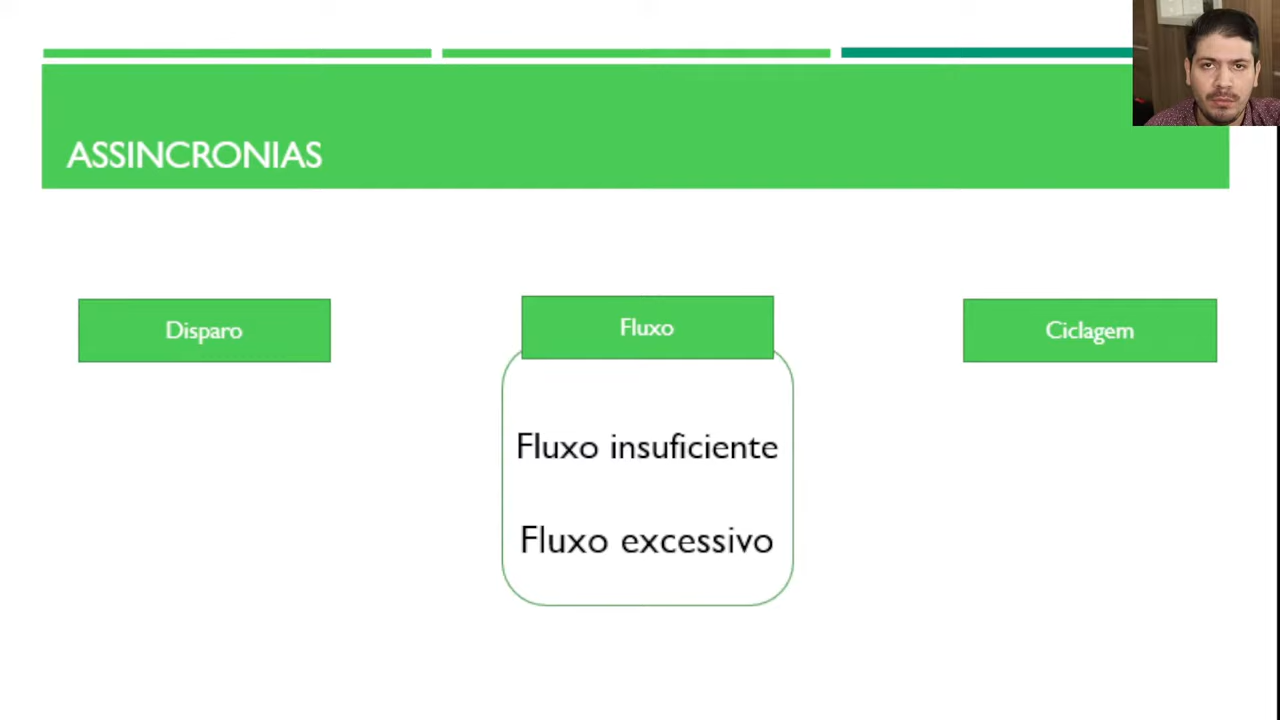 ASSINCRONIAS
Disparo
Fluxo
Ciclagem
Fluxo insuficiente
Fluxo excessivo